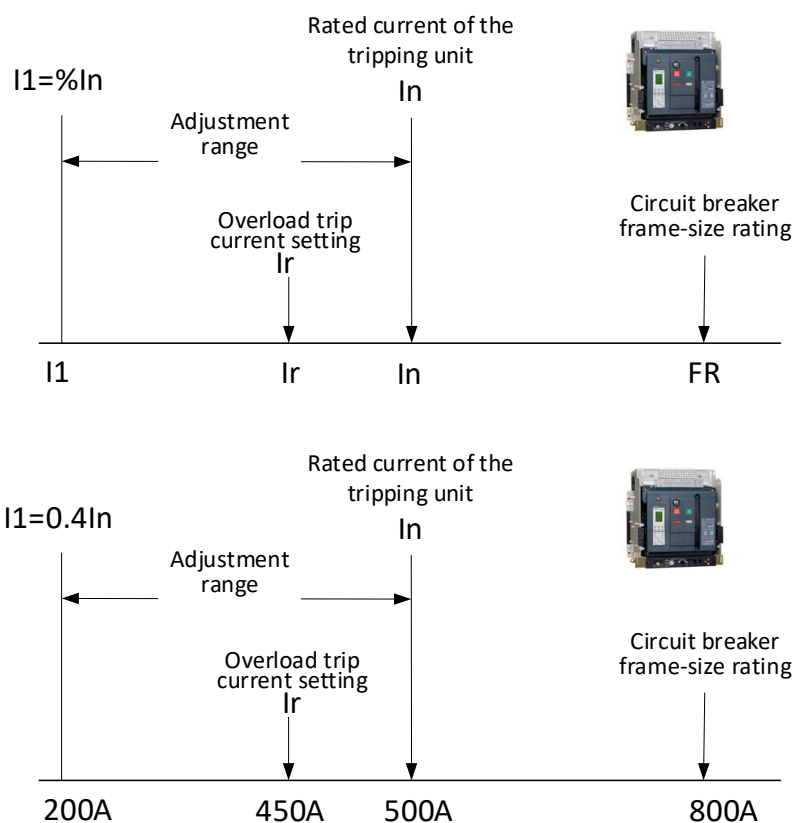 Rated current of the
tripping unit
In
I1=%In
Adjustment
range
Overload trip
current setting
Ir
Circuit breaker
frame-size rating
I1
Ir
In
FR
Rated current of the
tripping unit
In
I1=0.4In
Adjustment
range
Overload trip
current setting
Ir
Circuit breaker
frame-size rating
200A
450A
500A
800A